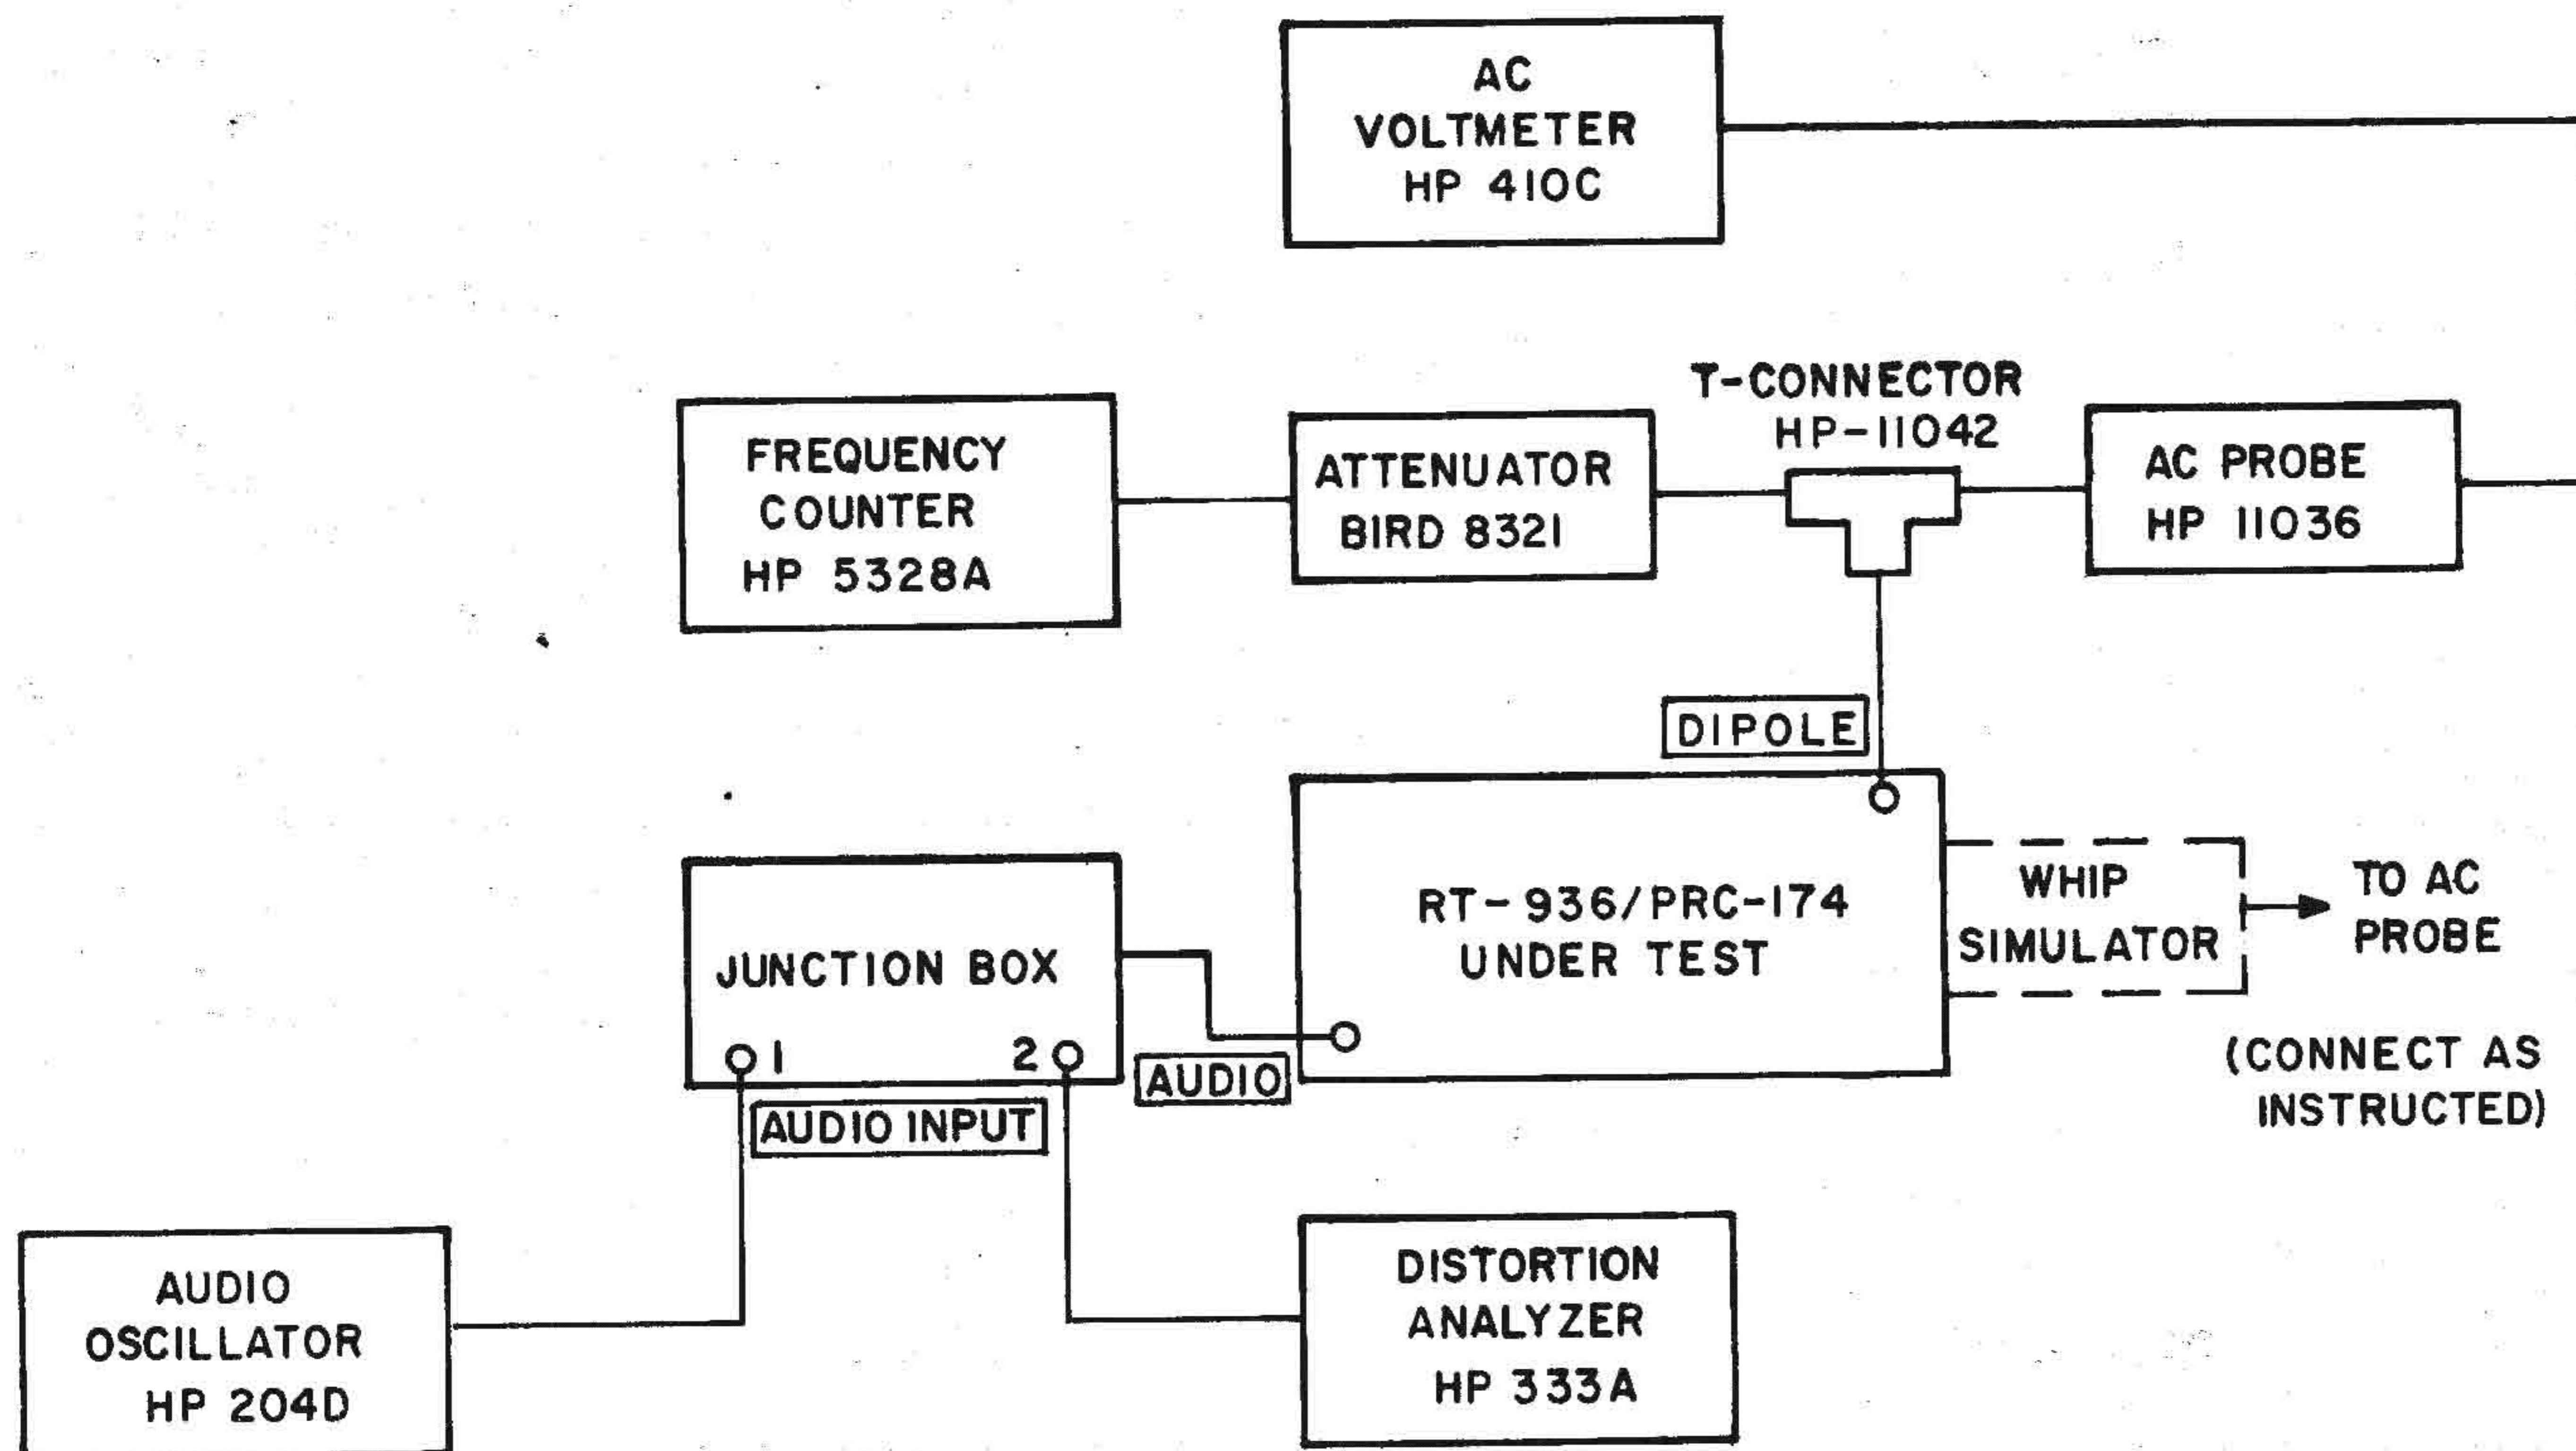 AC
VOLTMETER
HP 410C
T-CONNECTOR
HP-11042
FREQUENCY
COUNTER
HP 5328A
ATTENUATOR
BIRD 8321
AC PROBE
HP 11036
DIPOLE
RT-936/PRC-174
UNDER TEST
WHIP
SIMULATOR
TO AC
PROBE
(CONNECT AS
INSTRUCTED)
JUNCTION BOX
1
2
AUDIO
AUDIO INPUT
AUDIO
OSCILLATOR
HP 204D
DISTORTION
ANALYZER
HP 333A